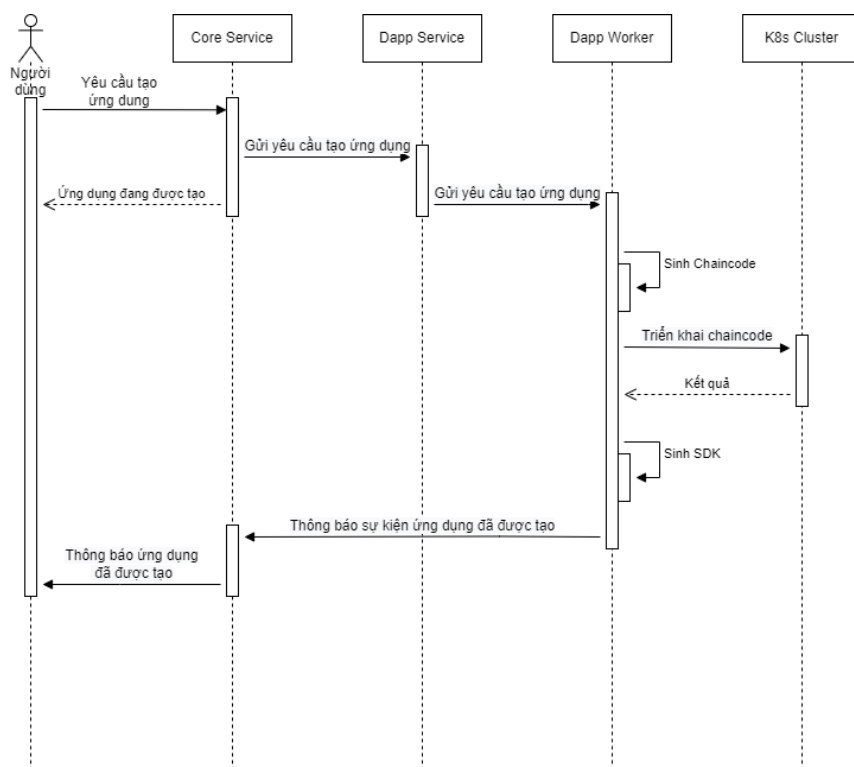 Core Service
Dapp Service
Dapp Worker
K8s Cluster
Người
dùng
Yêu cầu tạo
ứng dung
Gửi yêu cầu tạo ứng dụng
Ứng dụng đang được tạo
Gửi yêu cầu tạo ứng dụng
Sinh Chaincode
Triển khai chaincode
Kết quả
Sinh SDK
Thông báo sự kiện ứng dụng đã được tạo
Thông báo ứng dụng
đã được tạo